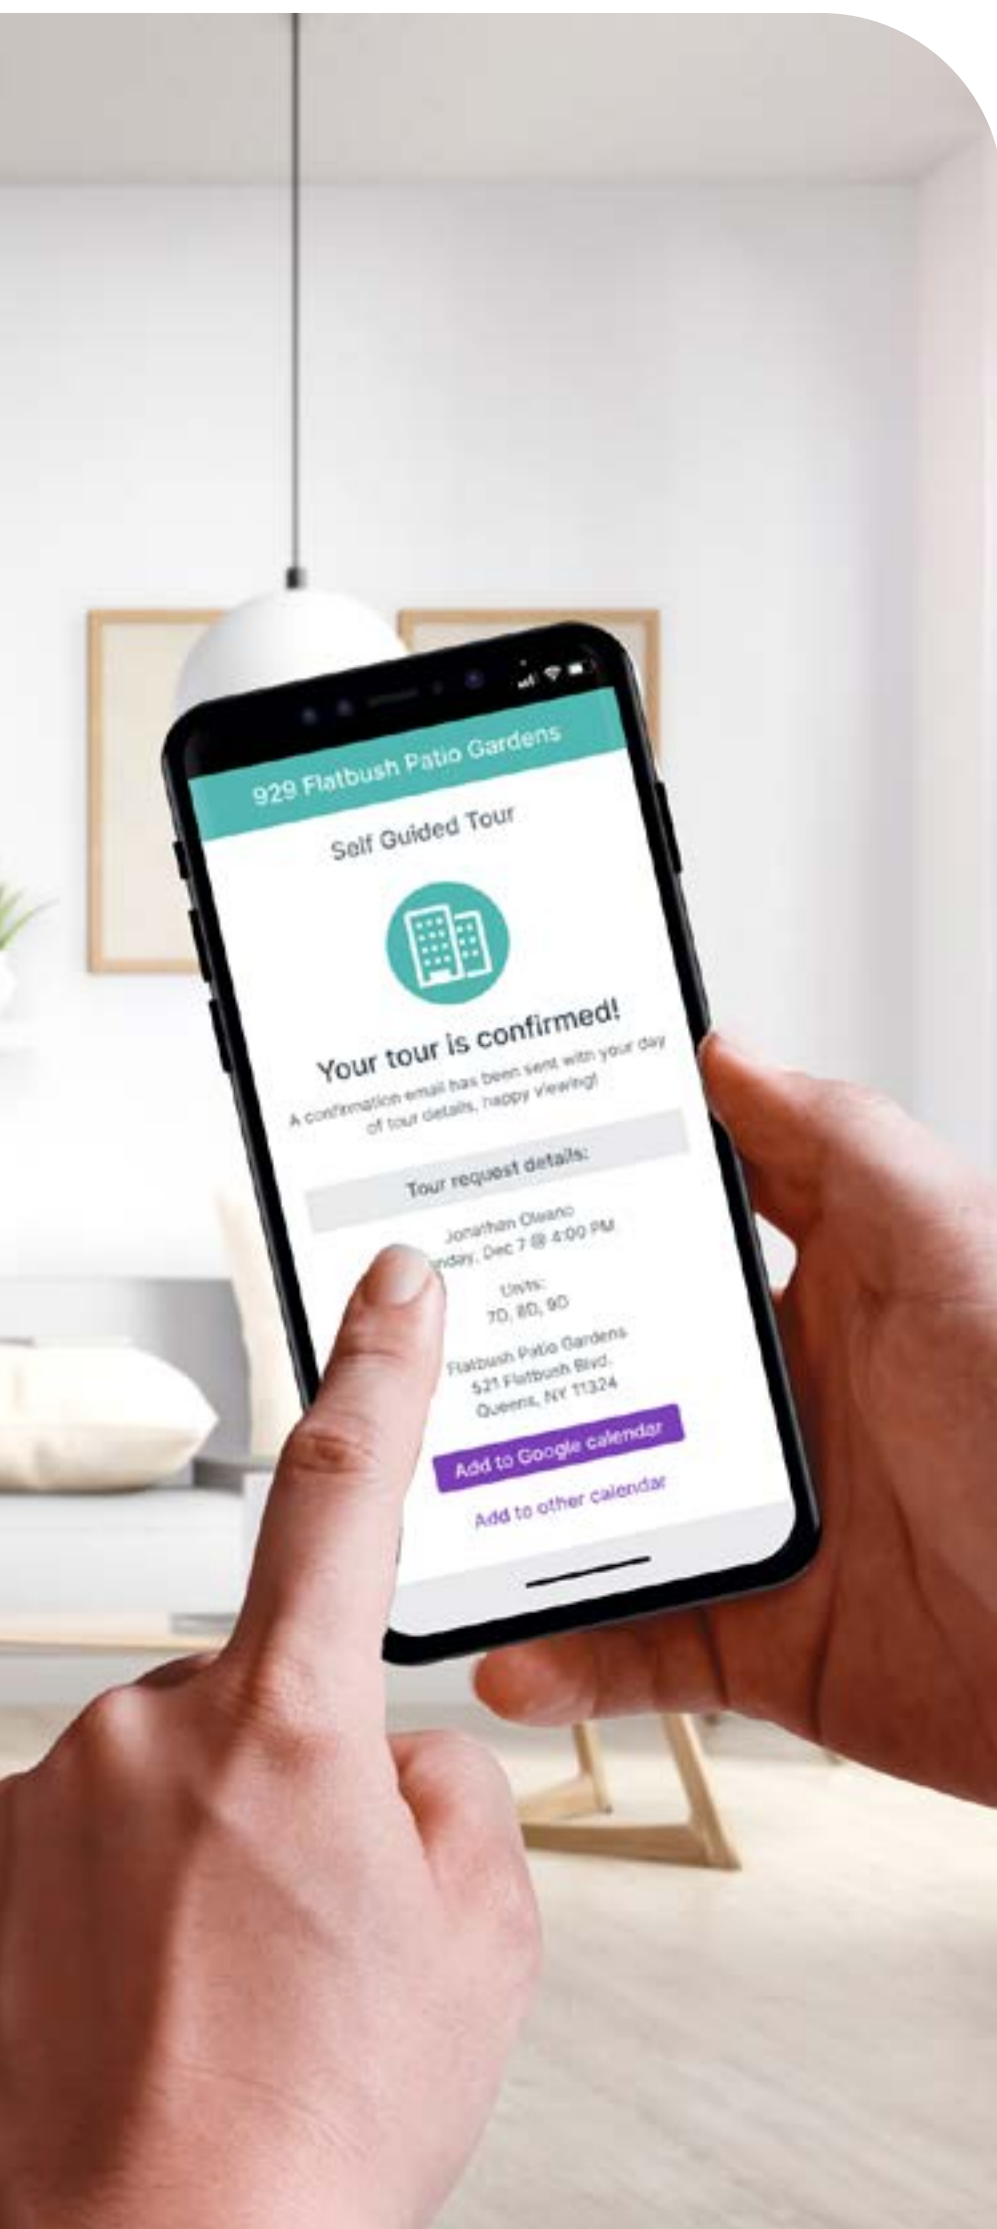 929 Flatbush Patio Gardens
Self Guided Tour
Your tour is confirmed!
A confirmation email has been sent with your day
of tour details, happy viewing!
Tour request details:
Jonathan
Dec 7 @ 4:00 PM
Units:
7D, 8D, 9D
Flatbush Patio Gardens
521 Flatbush Blvd.
Queens, NY 11324
Add to Google calendar
Add to other calendar